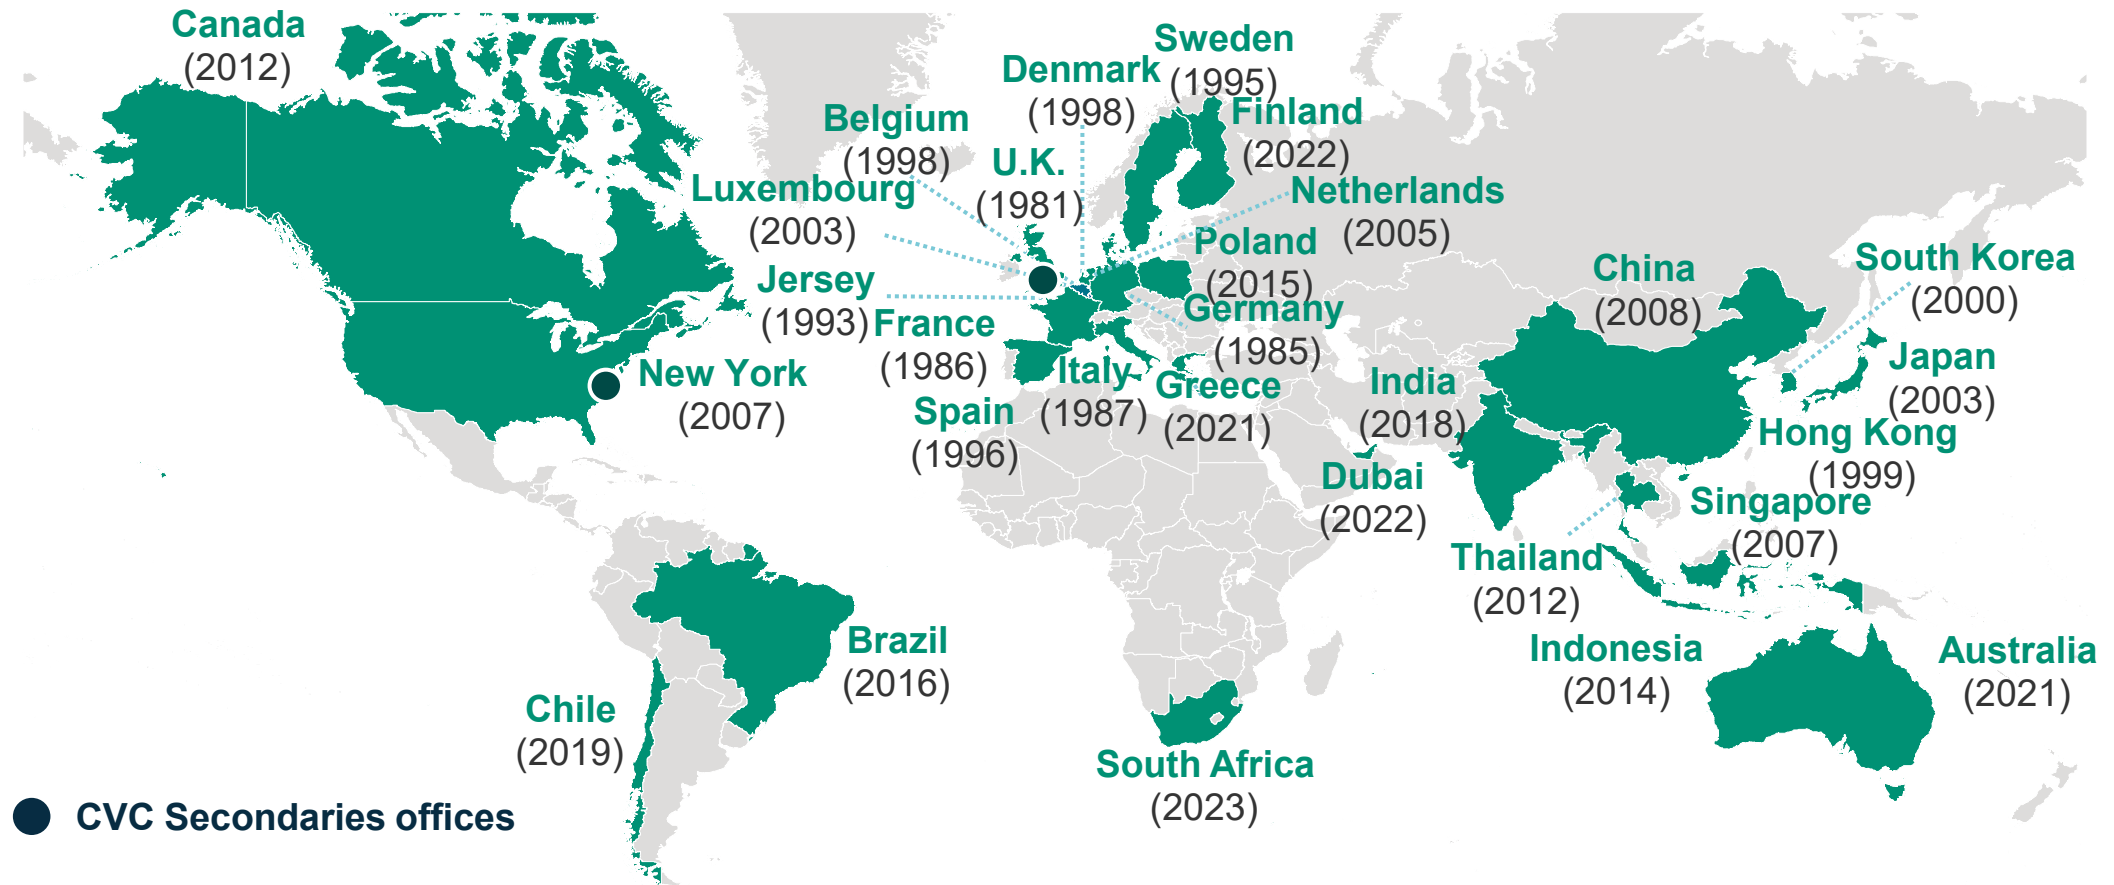 Canada
(2012)
Sweden
(1995)
Denmark
(1998)
Finland
(2022)
Belgium
(1998)
U.K.
(1981)
Luxembourg
(2003)
Netherlands
(2005)
Poland
(2015)
Jersey
(1993)
Germany
(1985)
France
(1986)
Italy
(1987)
Greece
(2021)
Spain
(1996)
New York
(2007)
China
(2008)
South Korea
(2000)
Japan
(2003)
India
(2018)
Hong Kong
(1999)
Dubai
(2022)
Singapore
(2007)
Thailand
(2012)
Indonesia
(2014)
Australia
(2021)
Brazil
(2016)
Chile
(2019)
South Africa
(2023)
CVC Secondaries offices